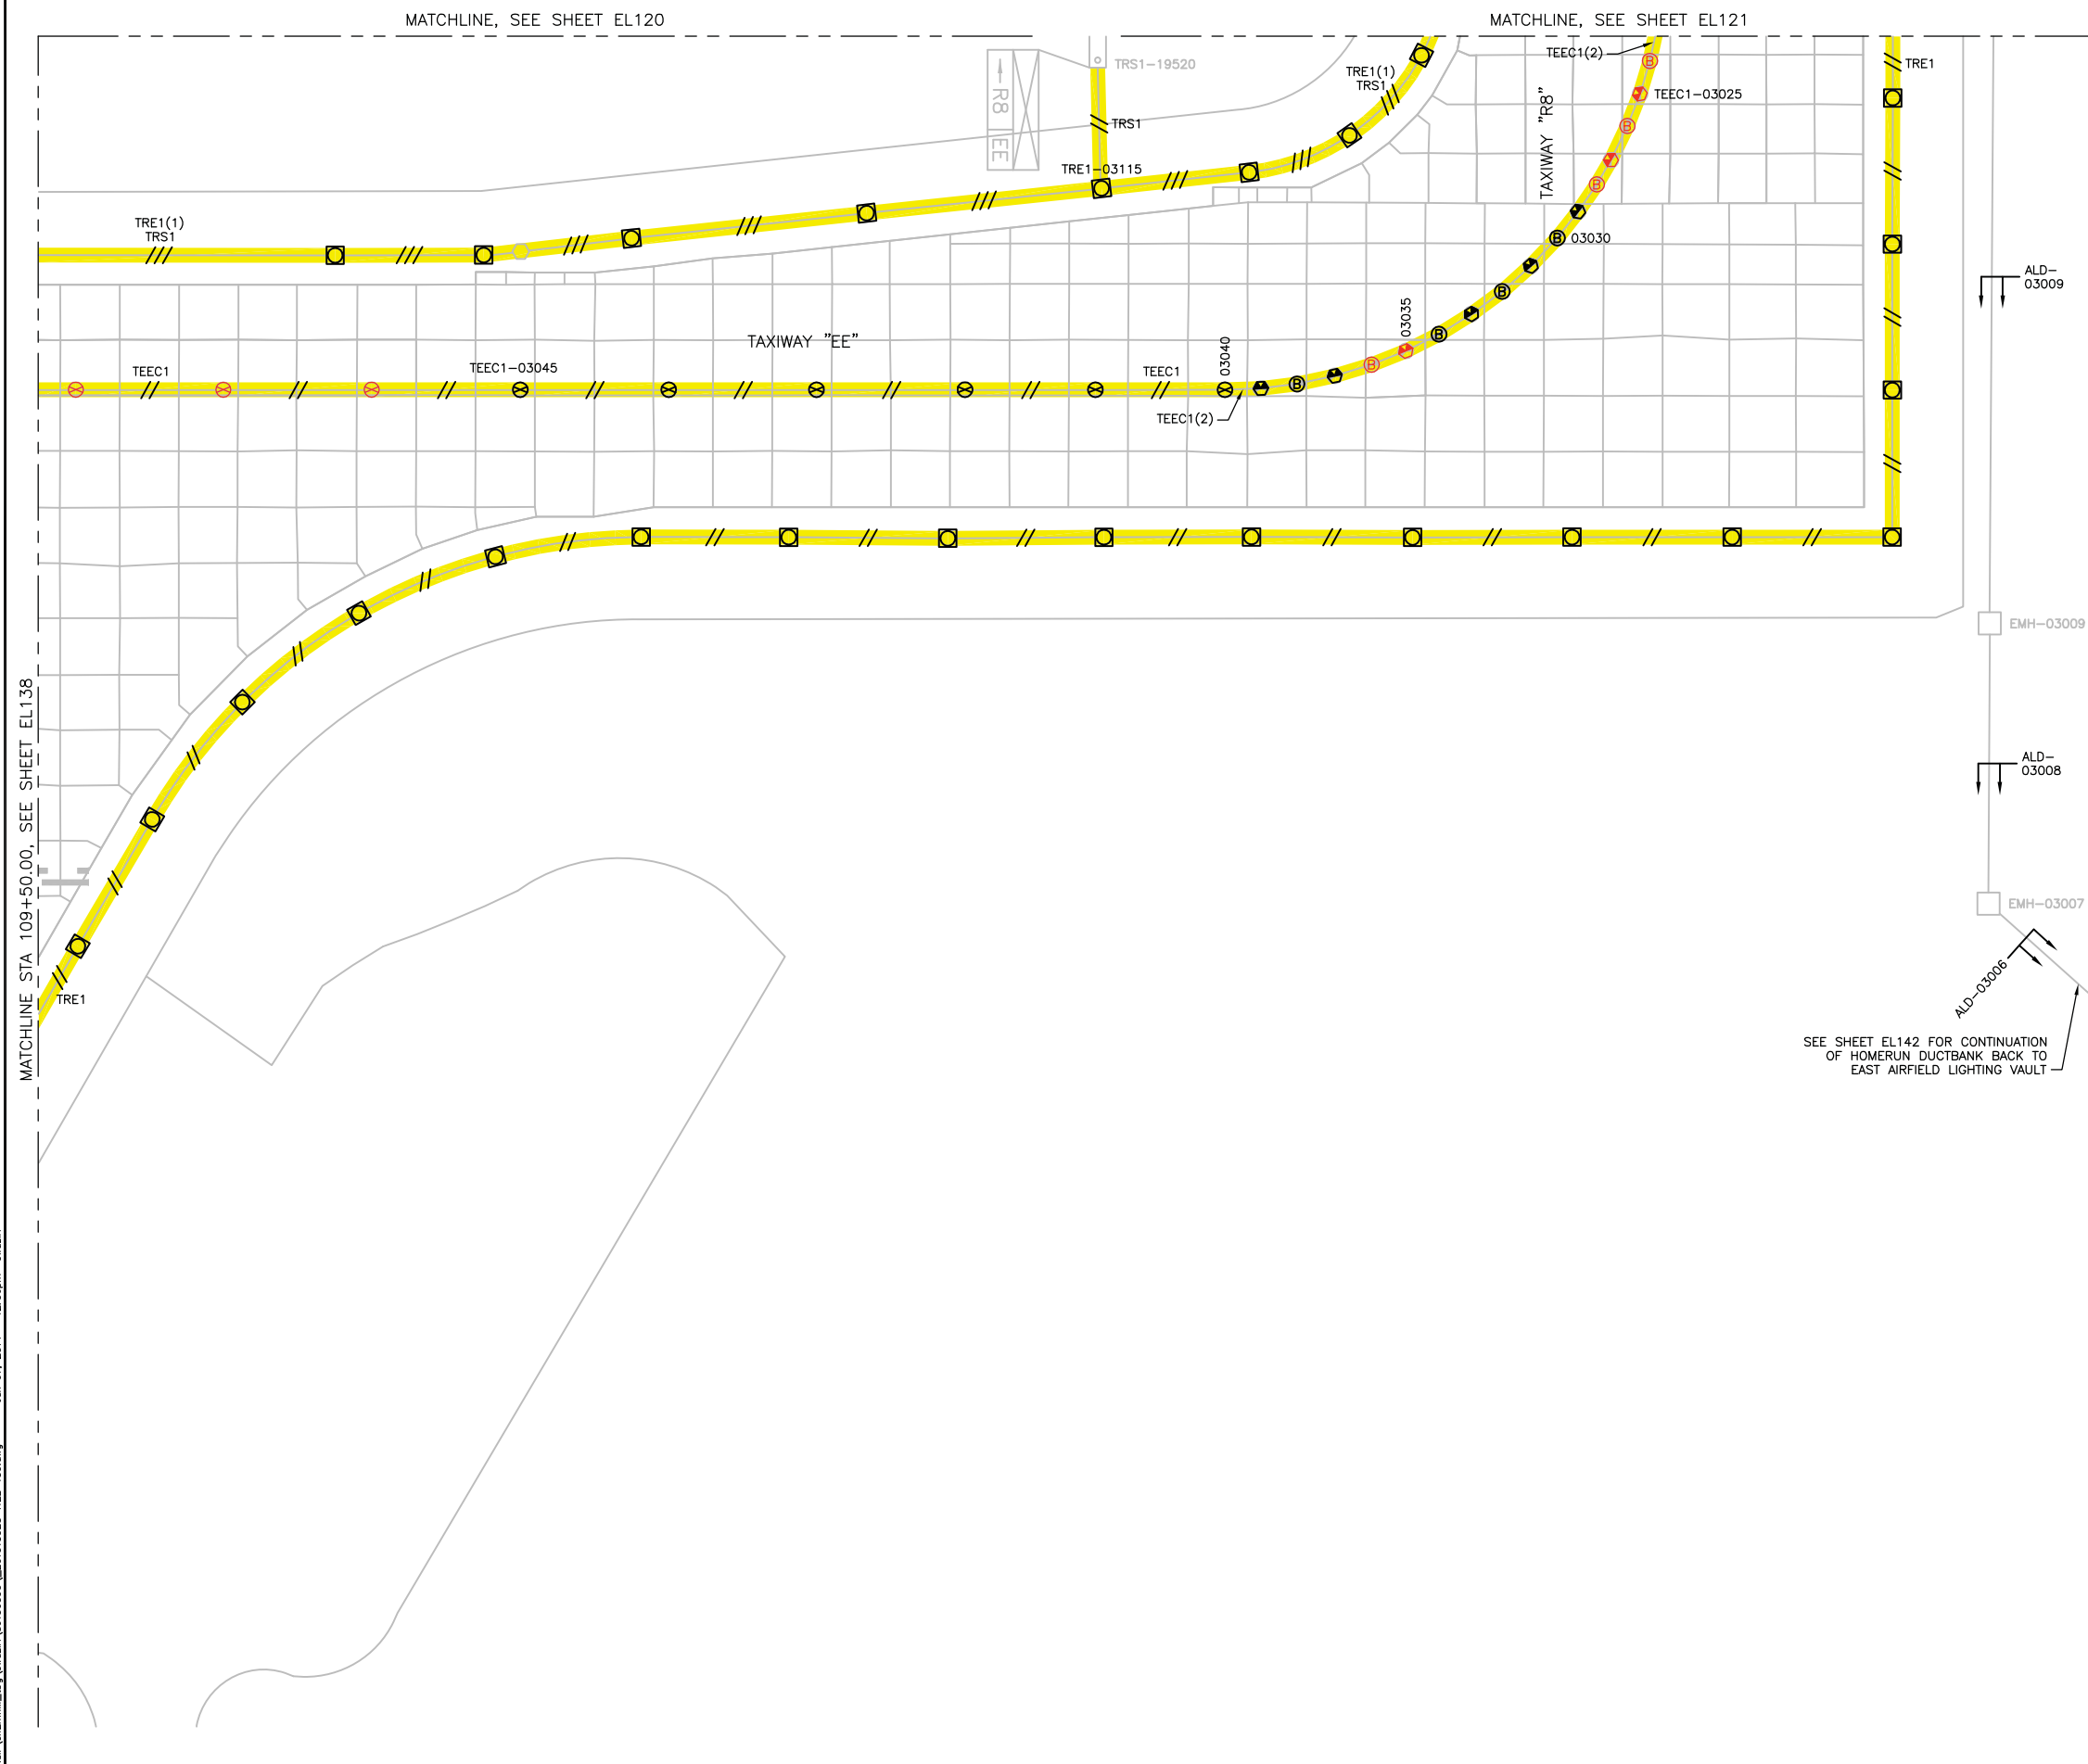 MATCHLINE, SEE SHEET EL120
MATCHLINE, SEE SHEET EL121
TEEC1(2)
TRS1-19520
TRE1
R8
EE
TRE1(1)
TRS1
TEEC1-03025
TAXIWAY "R8"
B
B
TRS1
TRE1-03115
B
TRE1(1)
TRS1
B 03030
ALD-
03009
B
03035
TAXIWAY "EE"
B
03040
TEEC1
TEEC1-03045
TEEC1
B
B
TEEC1(2)
EMH-03009
MATCHLINE STA 109+50.00, SEE SHEET EL138
ALD-
03008
EMH-03007
ALD-03006
TRE1
SEE SHEET EL142 FOR CONTINUATION
OF HOMERUN DUCTBANK BACK TO
EAST AIRFIELD LIGHTING VAULT